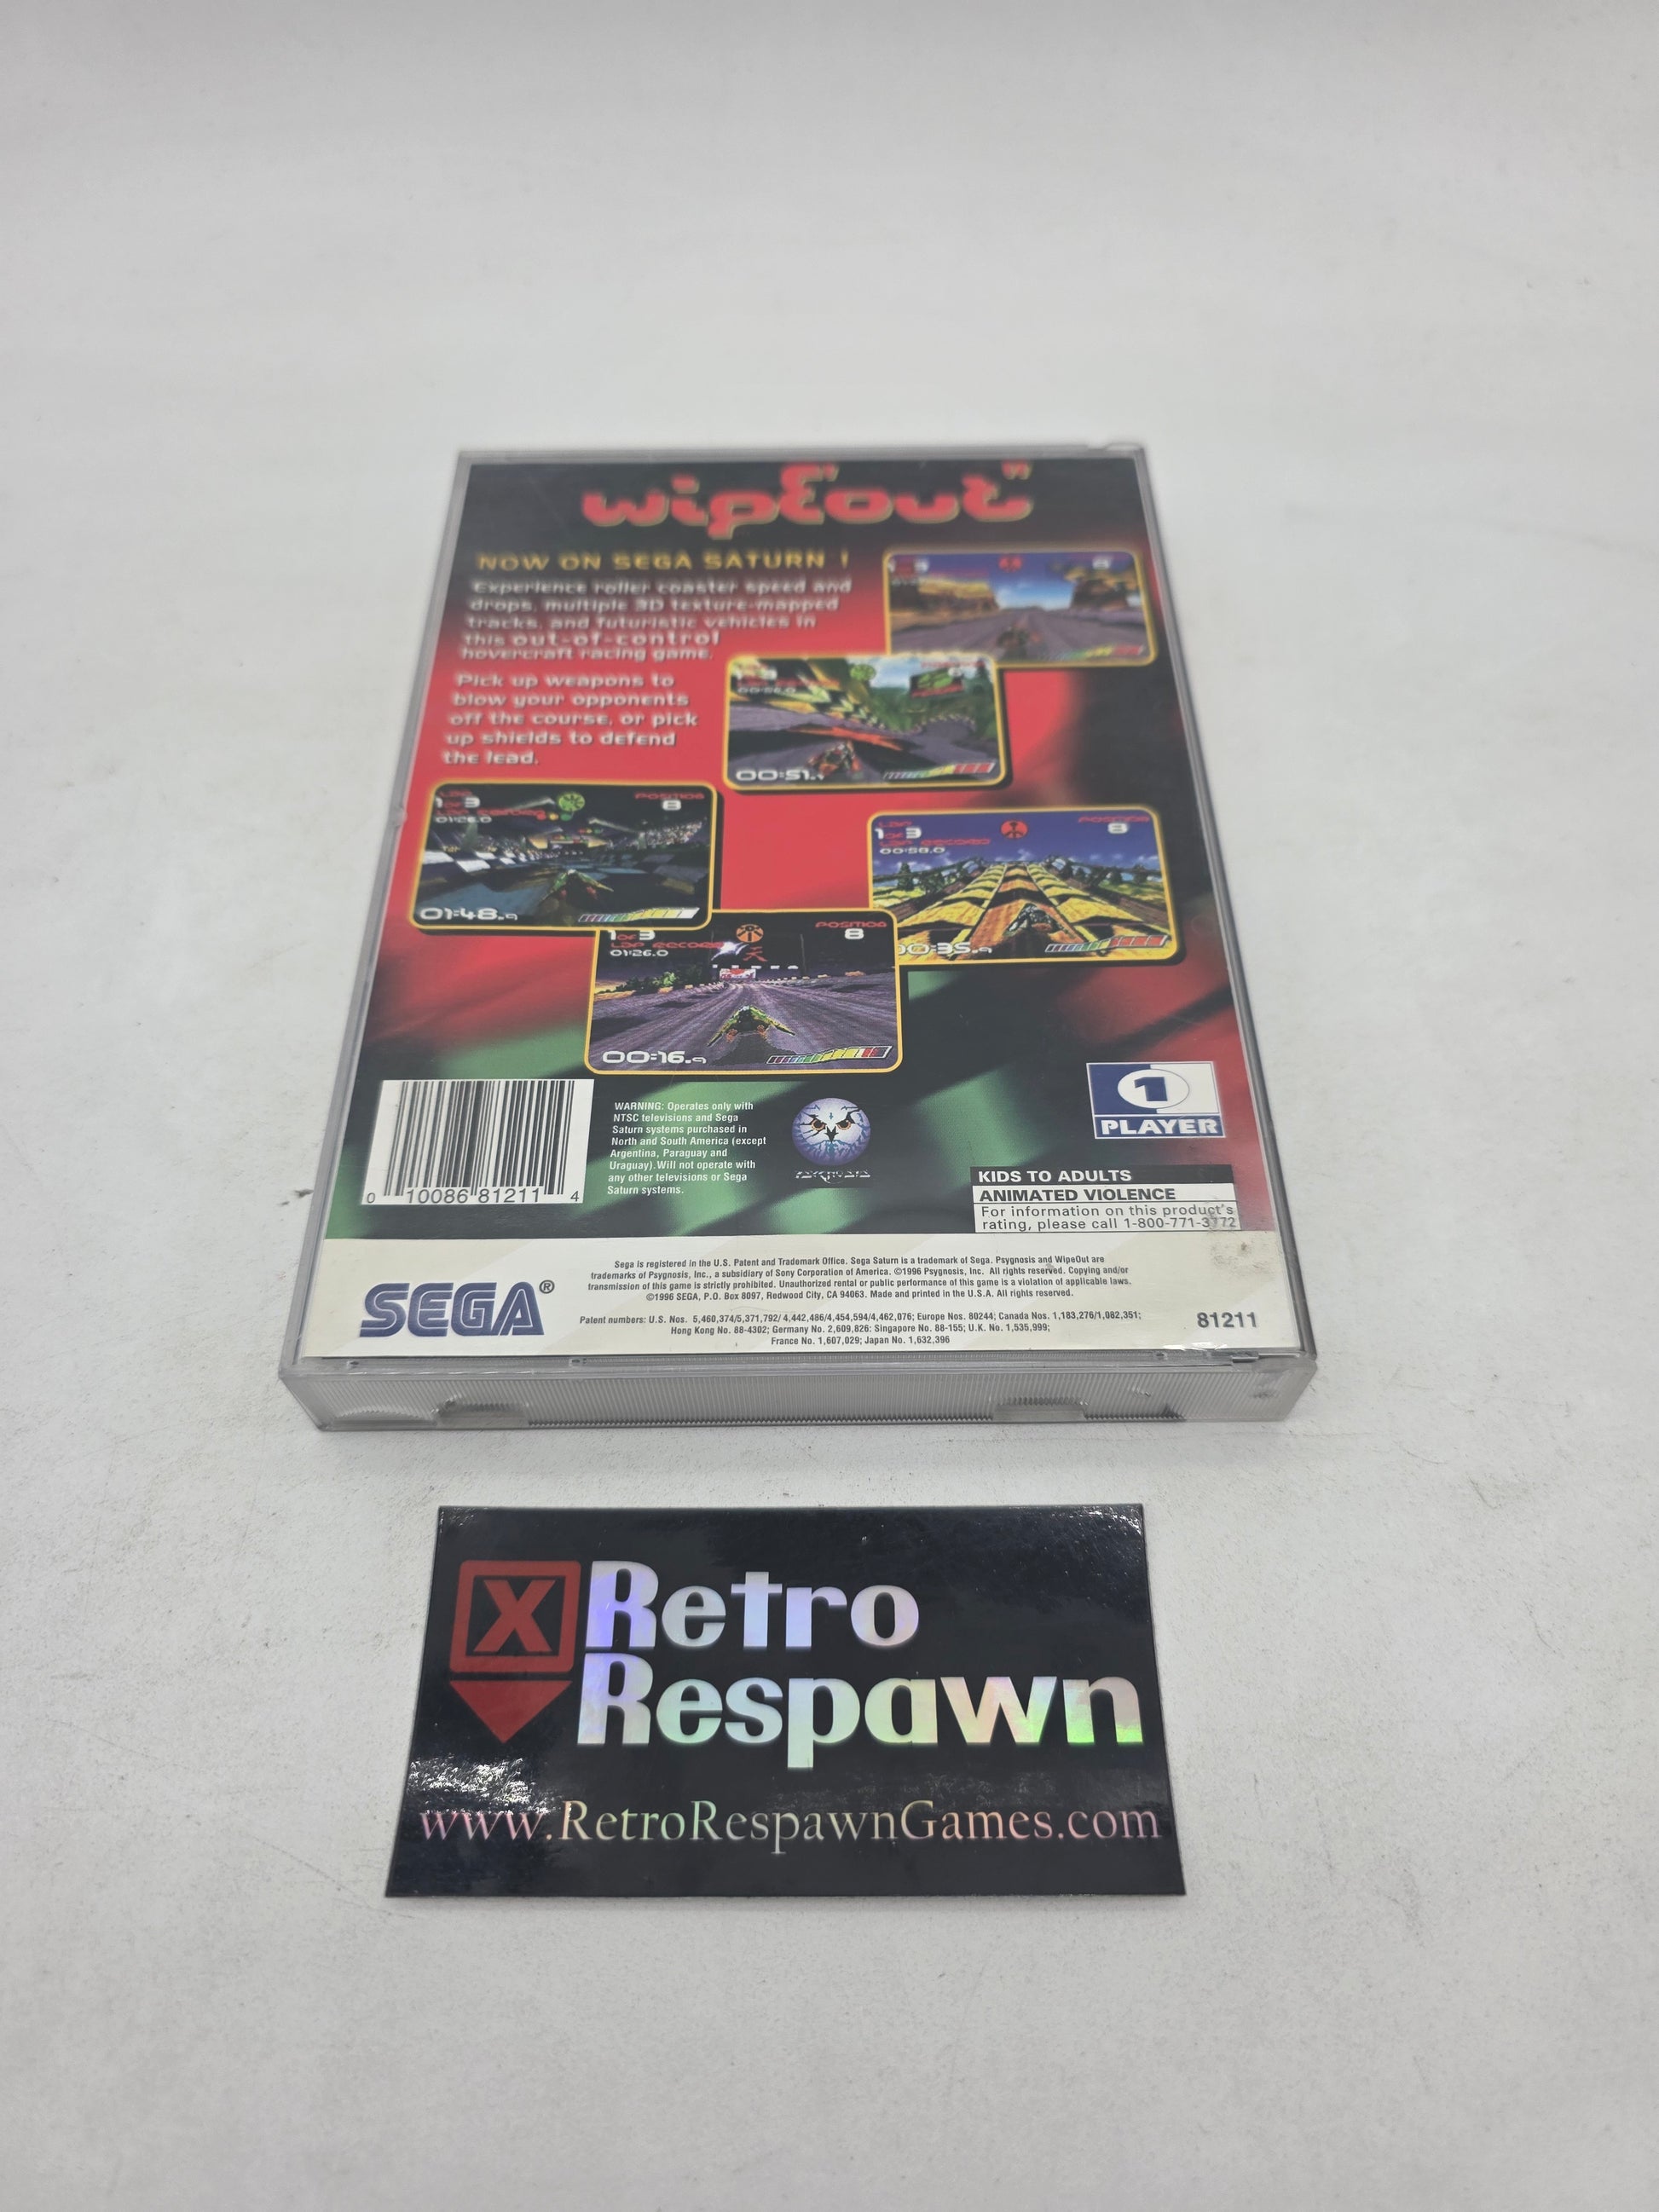 wipEout™
NOW ON SEGA SATURN !
Experience roller coaster speed and
drops, multiple 3D texture-mapped
tracks, and futuristic vehicles in
this out-of-control
hovercraft racing game.
Pick up weapons to
blow your opponents
off the course, or pick
up shields to defend
the lead.
00:51.
LAP
1 OF 3
LAP RECORD
01:26.0
POSITION
8
01:48.9
LAP
1 OF 3
LAP RECORD
00:58.0
POSITION
8
00:35.9
1 OF 3
LAP RECORD
01:26.0
POSITION
8
00:16.9
0 10086 81211 4
WARNING: Operates only with
NTSC televisions and Sega
Saturn systems purchased in
North and South America (except
Argentina, Paraguay and
Uraguay). Will not operate with
any other televisions or Sega
Saturn systems.
PSYGNOSIS
1
PLAYER
KIDS TO ADULTS
ANIMATED VIOLENCE
For information on this product's
rating, please call 1-800-771-3772
SEGA®
Sega is registered in the U.S. Patent and Trademark Office. Sega Saturn is a trademark of Sega. Psygnosis and WipeOut are
trademarks of Psygnosis, Inc., a subsidiary of Sony Corporation of America. ©1996 Psygnosis, Inc. All rights reserved. Copying and/or
transmission of this game is strictly prohibited. Unauthorized rental or public performance of this game is a violation of applicable laws.
©1996 SEGA, P.O. Box 8097, Redwood City, CA 94063. Made and printed in the U.S.A. All rights reserved.
Patent numbers: U.S. Nos. 5,460,374/5,371,792/ 4,442,486/4,454,594/4,462,076; Europe Nos. 80244; Canada Nos. 1,183,276/1,082,351;
Hong Kong No. 88-4302; Germany No. 2,609,826; Singapore No. 88-155; U.K. No. 1,535,999;
France No. 1,607,029; Japan No. 1,632,396
81211
X Retro
Respawn
www.RetroRespawnGames.com